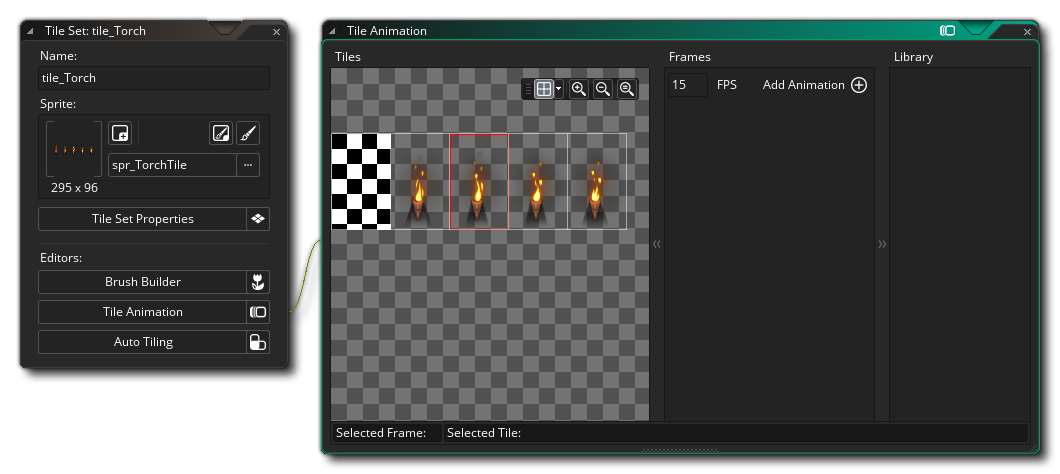 Tile Set: tile_Torch
Name:
tile_Torch
Sprite:
spr_TorchTile
295 x 96
Tile Set Properties
Editors:
Brush Builder
Tile Animation
Auto Tiling
Tile Animation
Tiles
Frames
15 FPS Add Animation
Library
Selected Frame: Selected Tile: